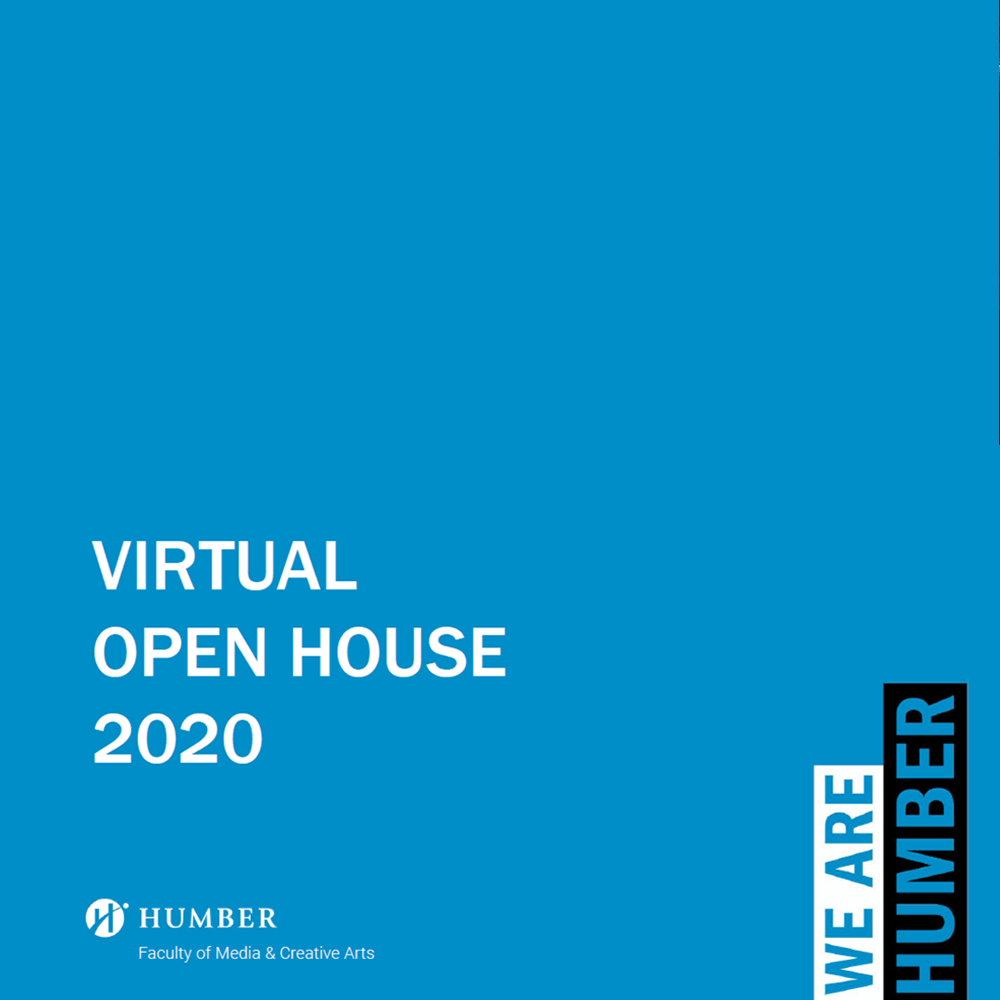 VIRTUAL
OPEN HOUSE
2020
HUMBER
Faculty of Media & Creative Arts
WE ARE
HUMBER